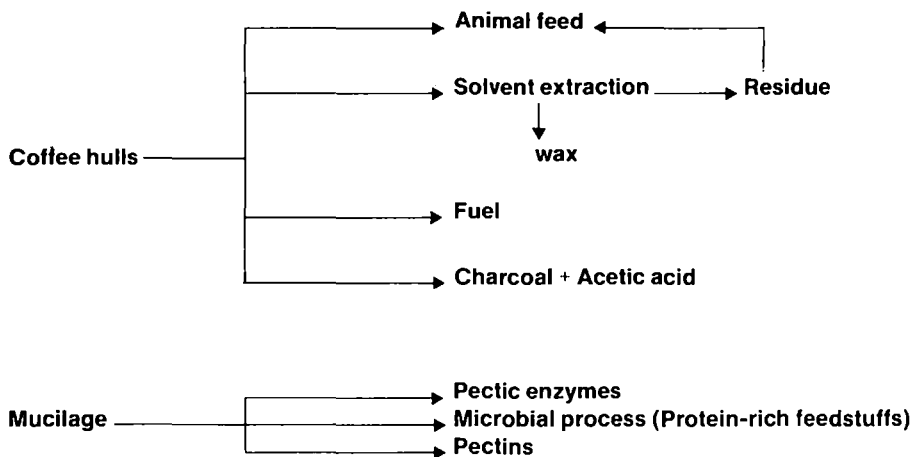 Animal feed
Solvent extraction
Residue
wax
Coffee hulls
Fuel
Charcoal + Acetic acid
Pectic enzymes
Mucilage
Microbial process (Protein-rich feedstuffs)
Pectins